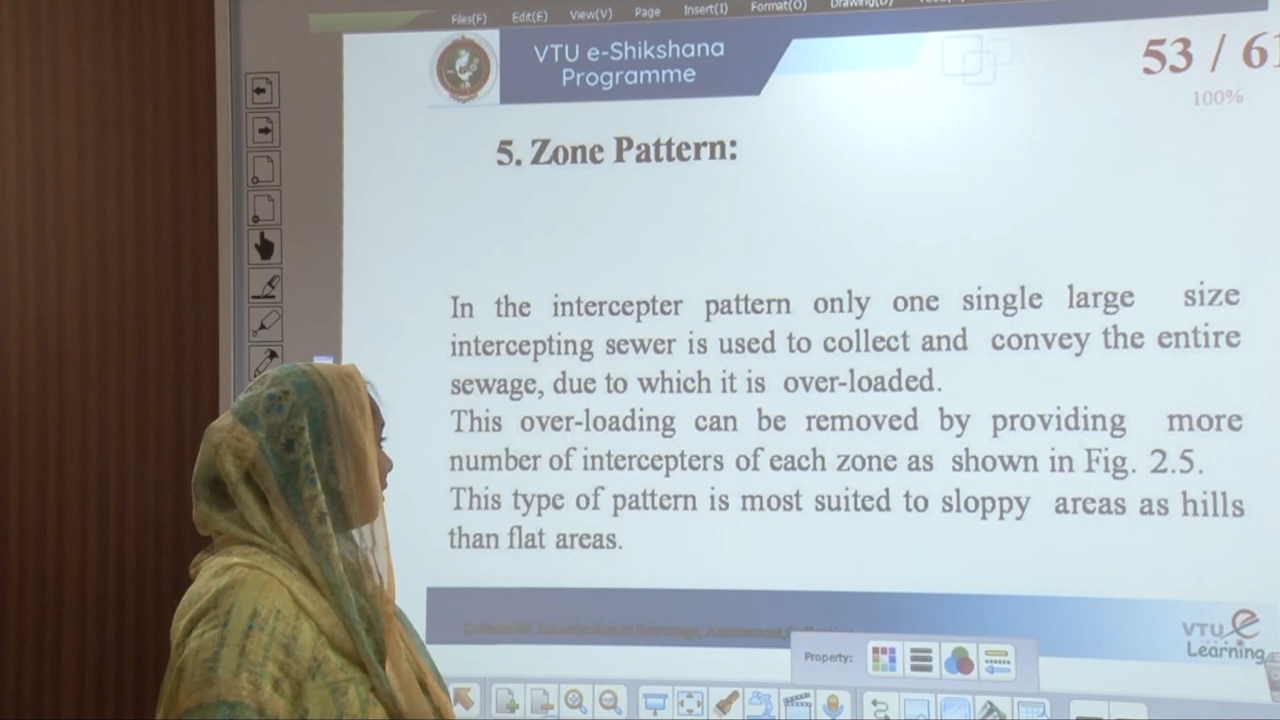 Files(F) Edit(E) View(V) Page Insert(I) Format(O) Drawing(D)
VTU e-Shikshana
Programme
53 / 61
100%
5. Zone Pattern:
In the intercepter pattern only one single large size
intercepting sewer is used to collect and convey the entire
sewage, due to which it is over-loaded.
This over-loading can be removed by providing more
number of intercepters of each zone as shown in Fig. 2.5.
This type of pattern is most suited to sloppy areas as hills
than flat areas.
VTU e
Learning
Property: